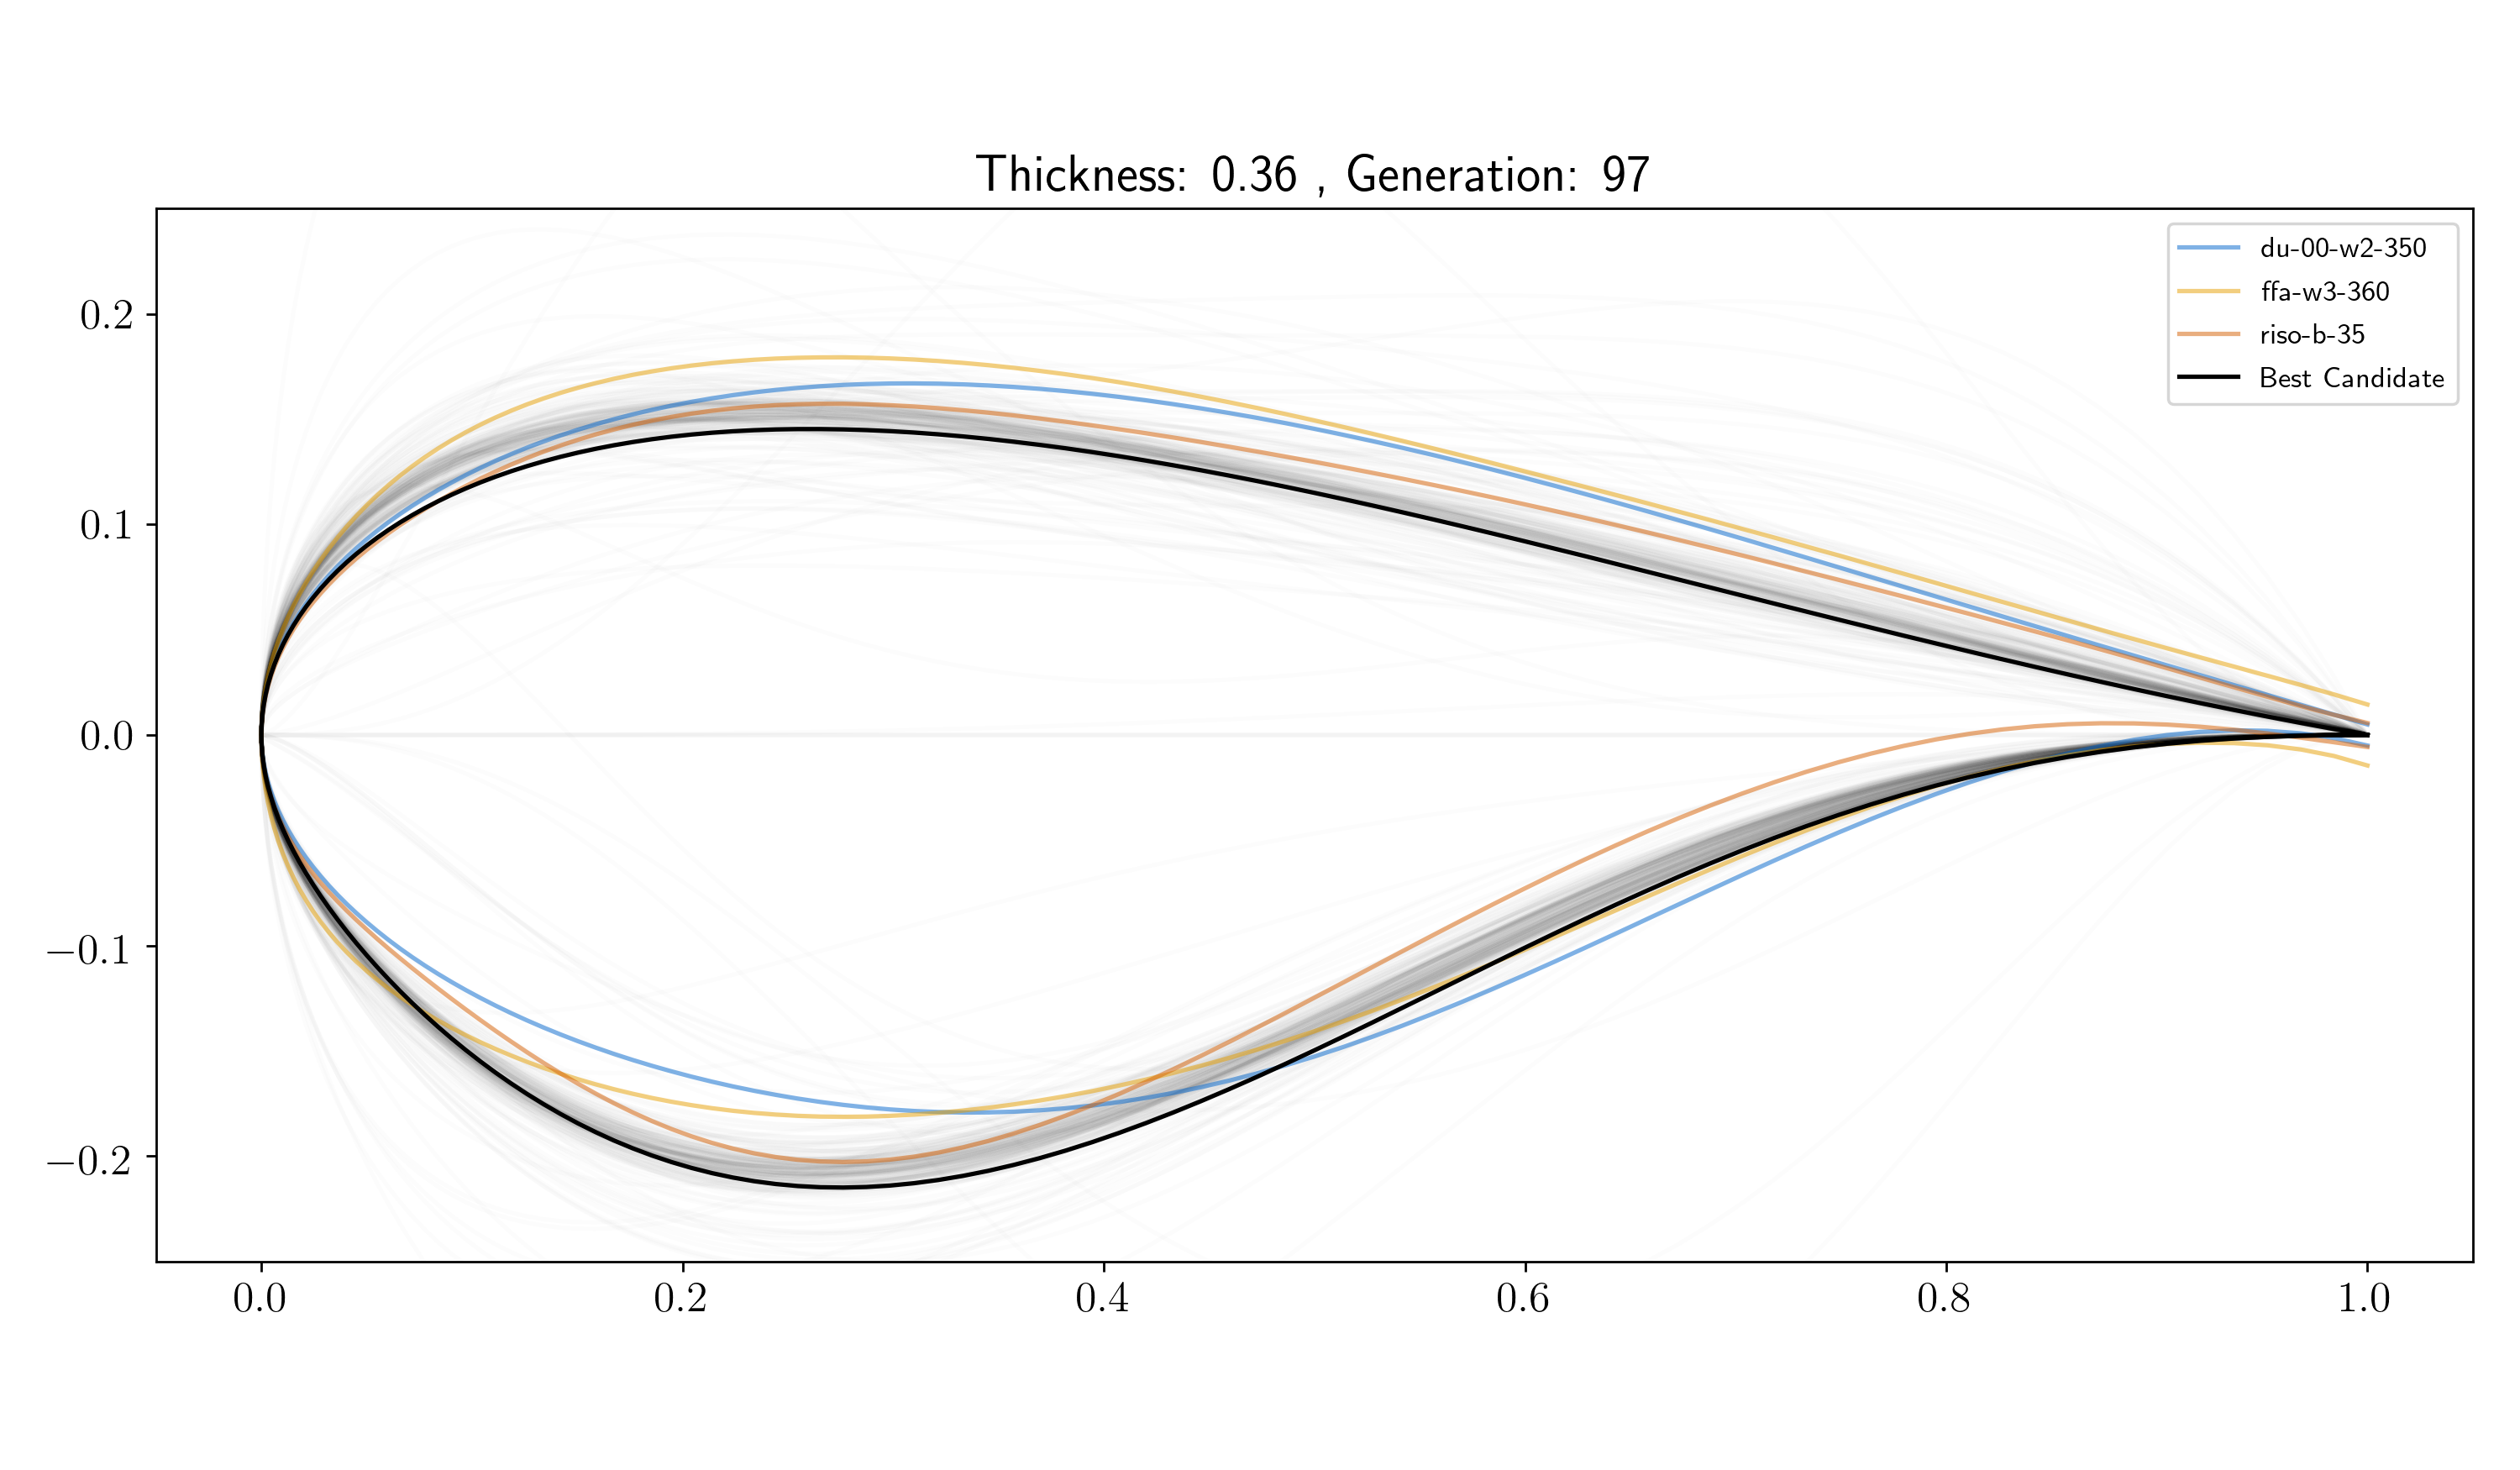 Thickness: 0.36 , Generation: 97
du-00-w2-350
ffa-w3-360
riso-b-35
Best Candidate
0.2
0.1
0.0
−0.1
−0.2
0.0 0.2 0.4 0.6 0.8 1.0